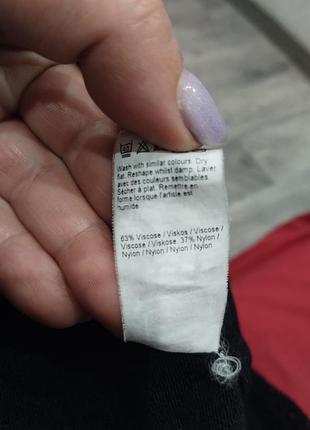 Wash with similar colours. Dry
flat. Reshape whilst damp. Laver
avec des couleurs semblables
Sécher à plat. Remettre en
forme lorsque l'article est
humide
63% Viscose / Viskos / Viscose /
Viscose / Viscose. 37% Nylon /
Nylon / Nylon / Nylon / Nylon